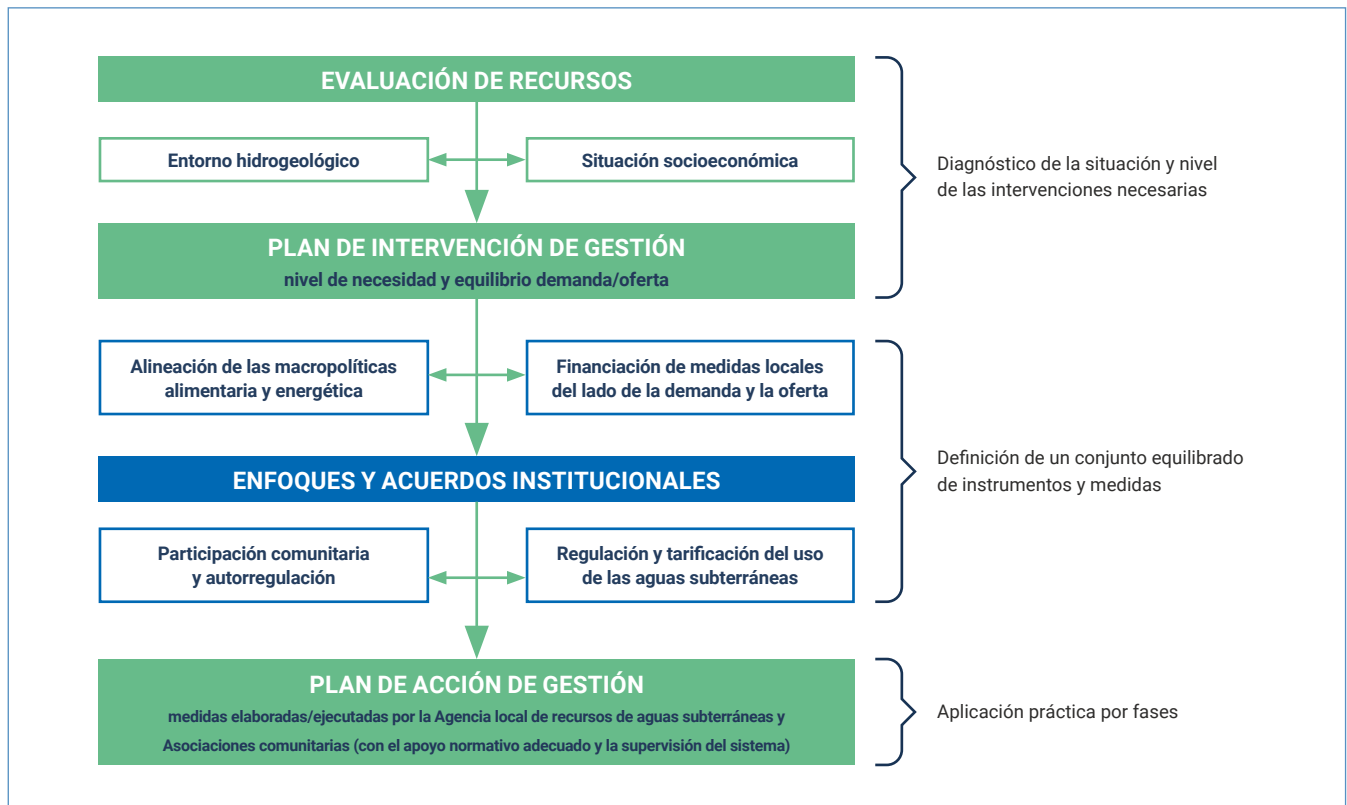 EVALUACIÓN DE RECURSOS
Entorno hidrogeológico
Situación socioeconómica
Diagnóstico de la situación y nivel
de las intervenciones necesarias
PLAN DE INTERVENCIÓN DE GESTIÓN
nivel de necesidad y equilibrio demanda/oferta
Alineación de las macropolíticas
alimentaria y energética
Financiación de medidas locales
del lado de la demanda y la oferta
ENFOQUES Y ACUERDOS INSTITUCIONALES
Definición de un conjunto equilibrado
de instrumentos y medidas
Participación comunitaria
y autorregulación
Regulación y tarificación del uso
de las aguas subterráneas
PLAN DE ACCIÓN DE GESTIÓN
medidas elaboradas/ejecutadas por la Agencia local de recursos de aguas subterráneas y
Asociaciones comunitarias (con el apoyo normativo adecuado y la supervisión del sistema)
Aplicación práctica por fases